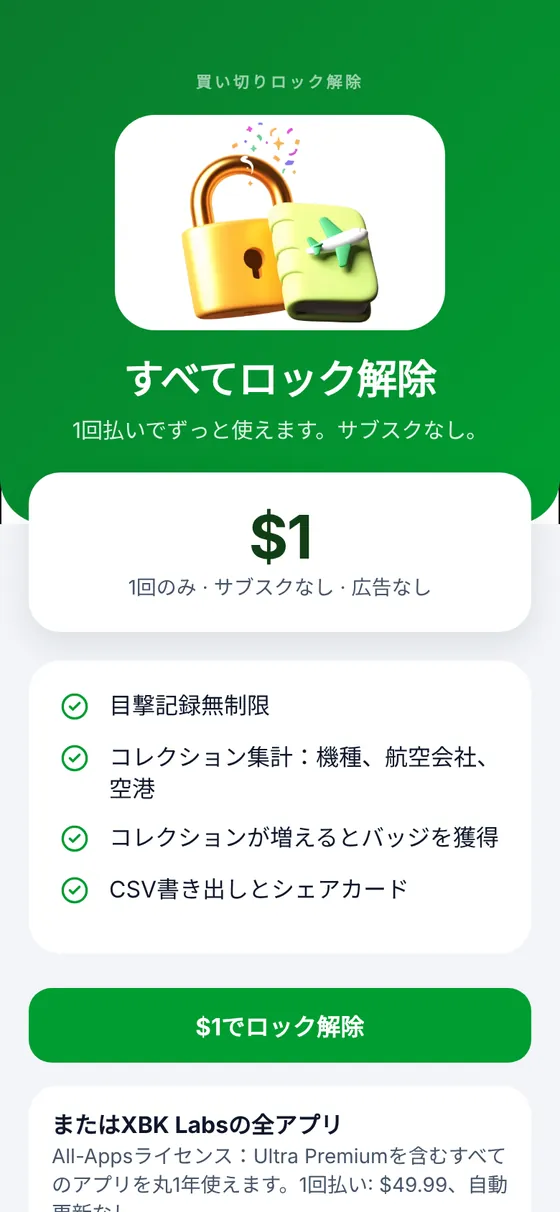 買い切りロック解除
すべてロック解除
1回払いでずっと使えます。サブスクなし。
$1
1回のみ · サブスクなし · 広告なし
目撃記録無制限
コレクション集計：機種、航空会社、
空港
コレクションが増えるとバッジを獲得
CSV書き出しとシェアカード
$1でロック解除
またはXBK Labsの全アプリ
All-Appsライセンス：Ultra Premiumを含むすべて
のアプリを丸1年使えます。1回払い: $49.99、自動
更新なし